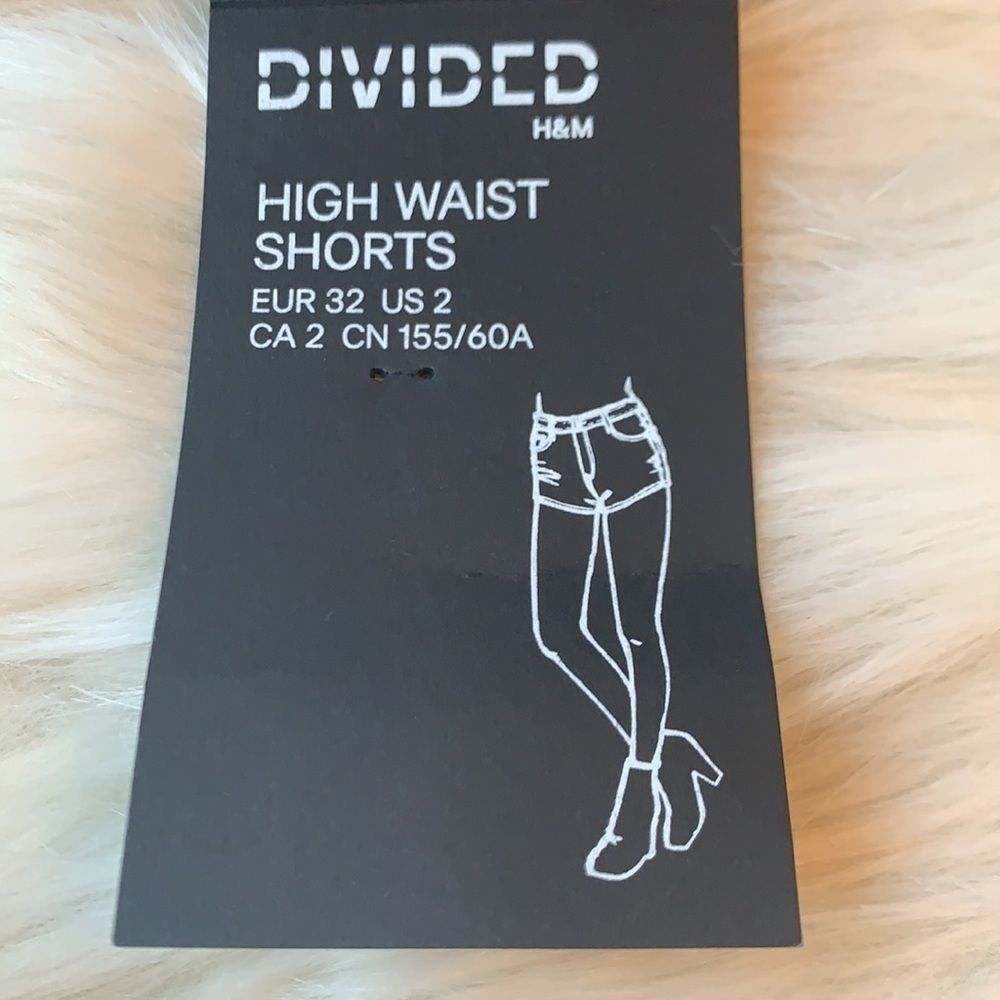 DIVIDED
H&M
HIGH WAIST
SHORTS
EUR 32 US 2
CA 2 CN 155/60A